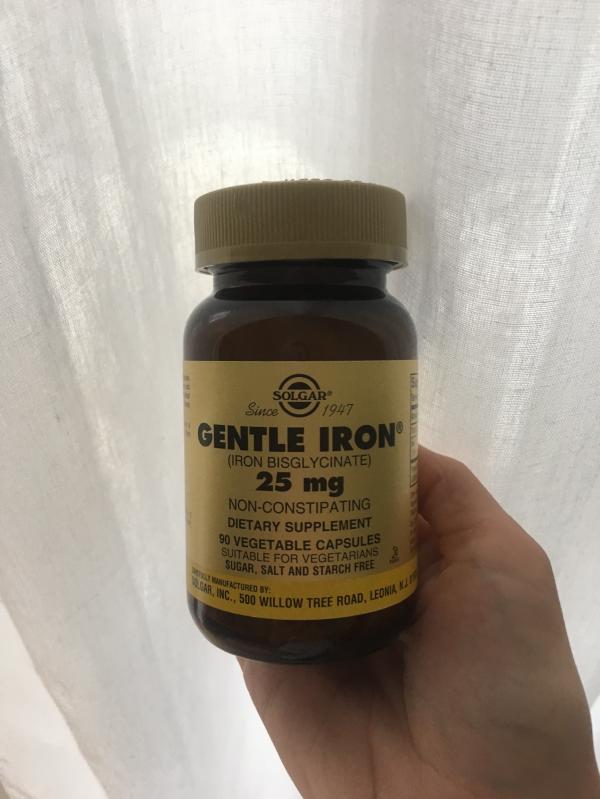 SOLGAR®
Since 1947
GENTLE IRON®
(IRON BISGLYCINATE)
25 mg
NON-CONSTIPATING
DIETARY SUPPLEMENT
90 VEGETABLE CAPSULES
SUITABLE FOR VEGETARIANS
SUGAR, SALT AND STARCH FREE
CAREFULLY MANUFACTURED BY:
SOLGAR, INC., 500 WILLOW TREE ROAD, LEONIA, N.J.